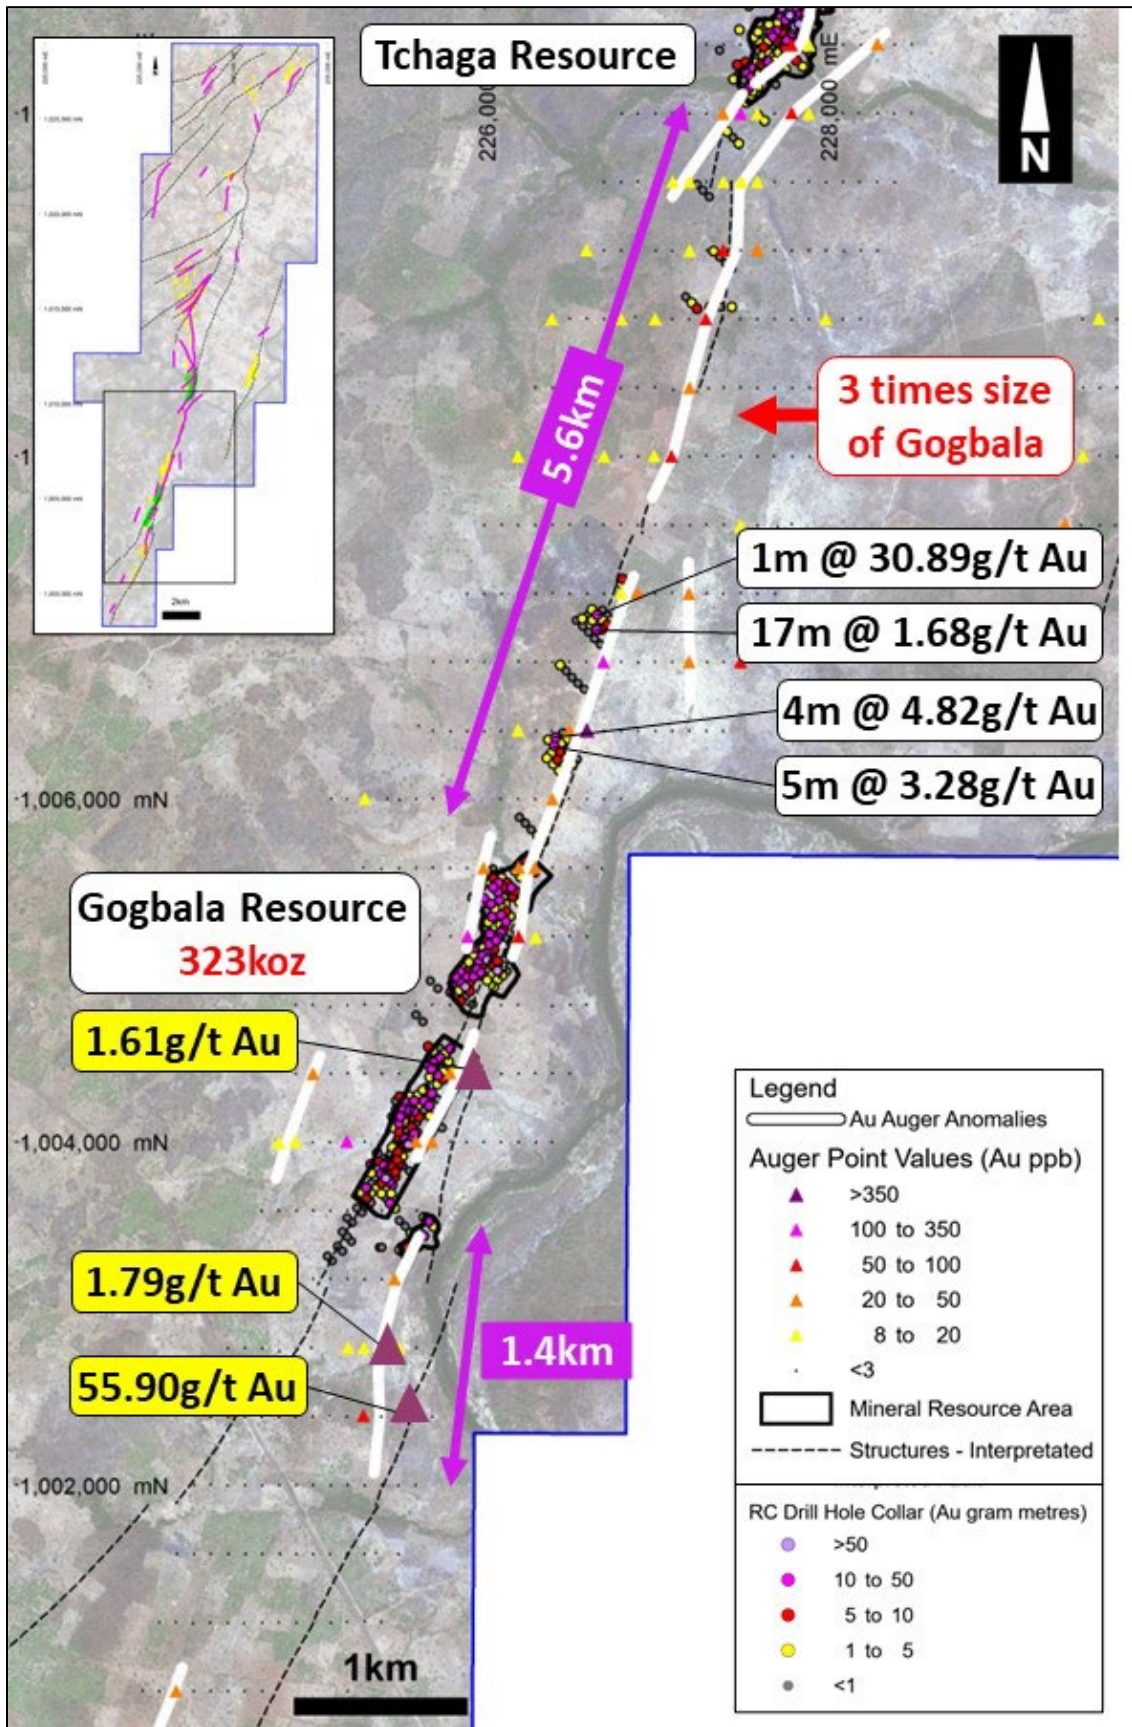 Tchaga Resource
226,000
228,000 mE
N
5.6km
3 times size
of Gogbala
1m @ 30.89g/t Au
17m @ 1.68g/t Au
4m @ 4.82g/t Au
5m @ 3.28g/t Au
1,006,000 mN
Gogbala Resource
323koz
1.61g/t Au
1,004,000 mN
1.79g/t Au
1.4km
55.90g/t Au
1,002,000 mN
1km
2km
Legend
Au Auger Anomalies
Auger Point Values (Au ppb)
>350
100 to 350
50 to 100
20 to 50
8 to 20
<3
Mineral Resource Area
Structures - Interpretated
RC Drill Hole Collar (Au gram metres)
>50
10 to 50
5 to 10
1 to 5
<1